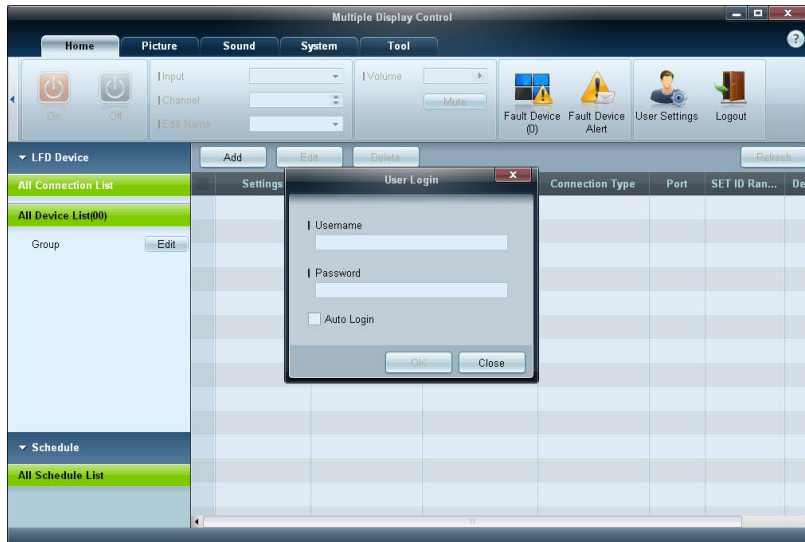 Multiple Display Control
Home Picture Sound System Tool
?
Input
Channel
Edit Name
On Off
Volume
Mute
Fault Device (0)
Fault Device Alert
User Settings
Logout
LFD Device
Add Edit Delete Refresh
All Connection List
Settings Connection Type Port SET ID Ran... De
All Device List(00)
Group Edit
User Login
Username
Password
Auto Login
OK Close
Schedule
All Schedule List